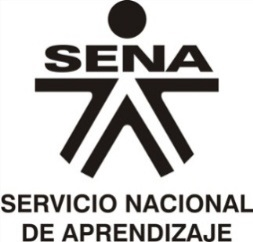 SENA
SERVICIO NACIONAL
DE APRENDIZAJE